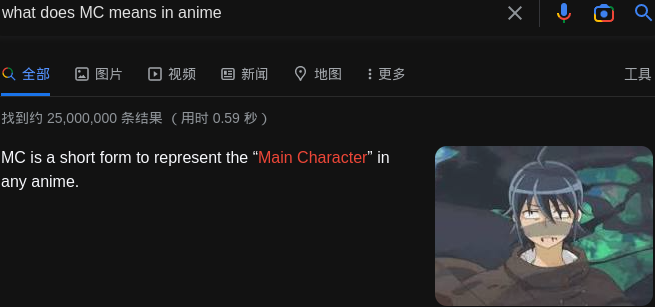 what does MC means in anime
全部 图片 视频 新闻 地图 更多 工具
找到约 25,000,000 条结果 （用时 0.59 秒）
MC is a short form to represent the “Main Character” in
any anime.